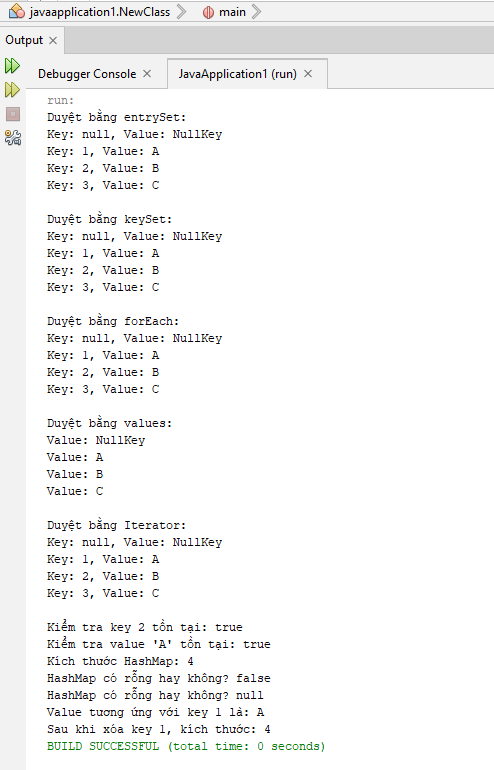 javaapplication1.NewClass main
Output
Debugger Console JavaApplication1 (run)
run:
Duyệt bằng entrySet:
Key: null, Value: NullKey
Key: 1, Value: A
Key: 2, Value: B
Key: 3, Value: C
Duyệt bằng keySet:
Key: null, Value: NullKey
Key: 1, Value: A
Key: 2, Value: B
Key: 3, Value: C
Duyệt bằng forEach:
Key: null, Value: NullKey
Key: 1, Value: A
Key: 2, Value: B
Key: 3, Value: C
Duyệt bằng values:
Value: NullKey
Value: A
Value: B
Value: C
Duyệt bằng Iterator:
Key: null, Value: NullKey
Key: 1, Value: A
Key: 2, Value: B
Key: 3, Value: C
Kiểm tra key 2 tồn tại: true
Kiểm tra value 'A' tồn tại: true
Kích thước HashMap: 4
HashMap có rỗng hay không? false
HashMap có rỗng hay không? null
Value tương ứng với key 1 là: A
Sau khi xóa key 1, kích thước: 4
BUILD SUCCESSFUL (total time: 0 seconds)